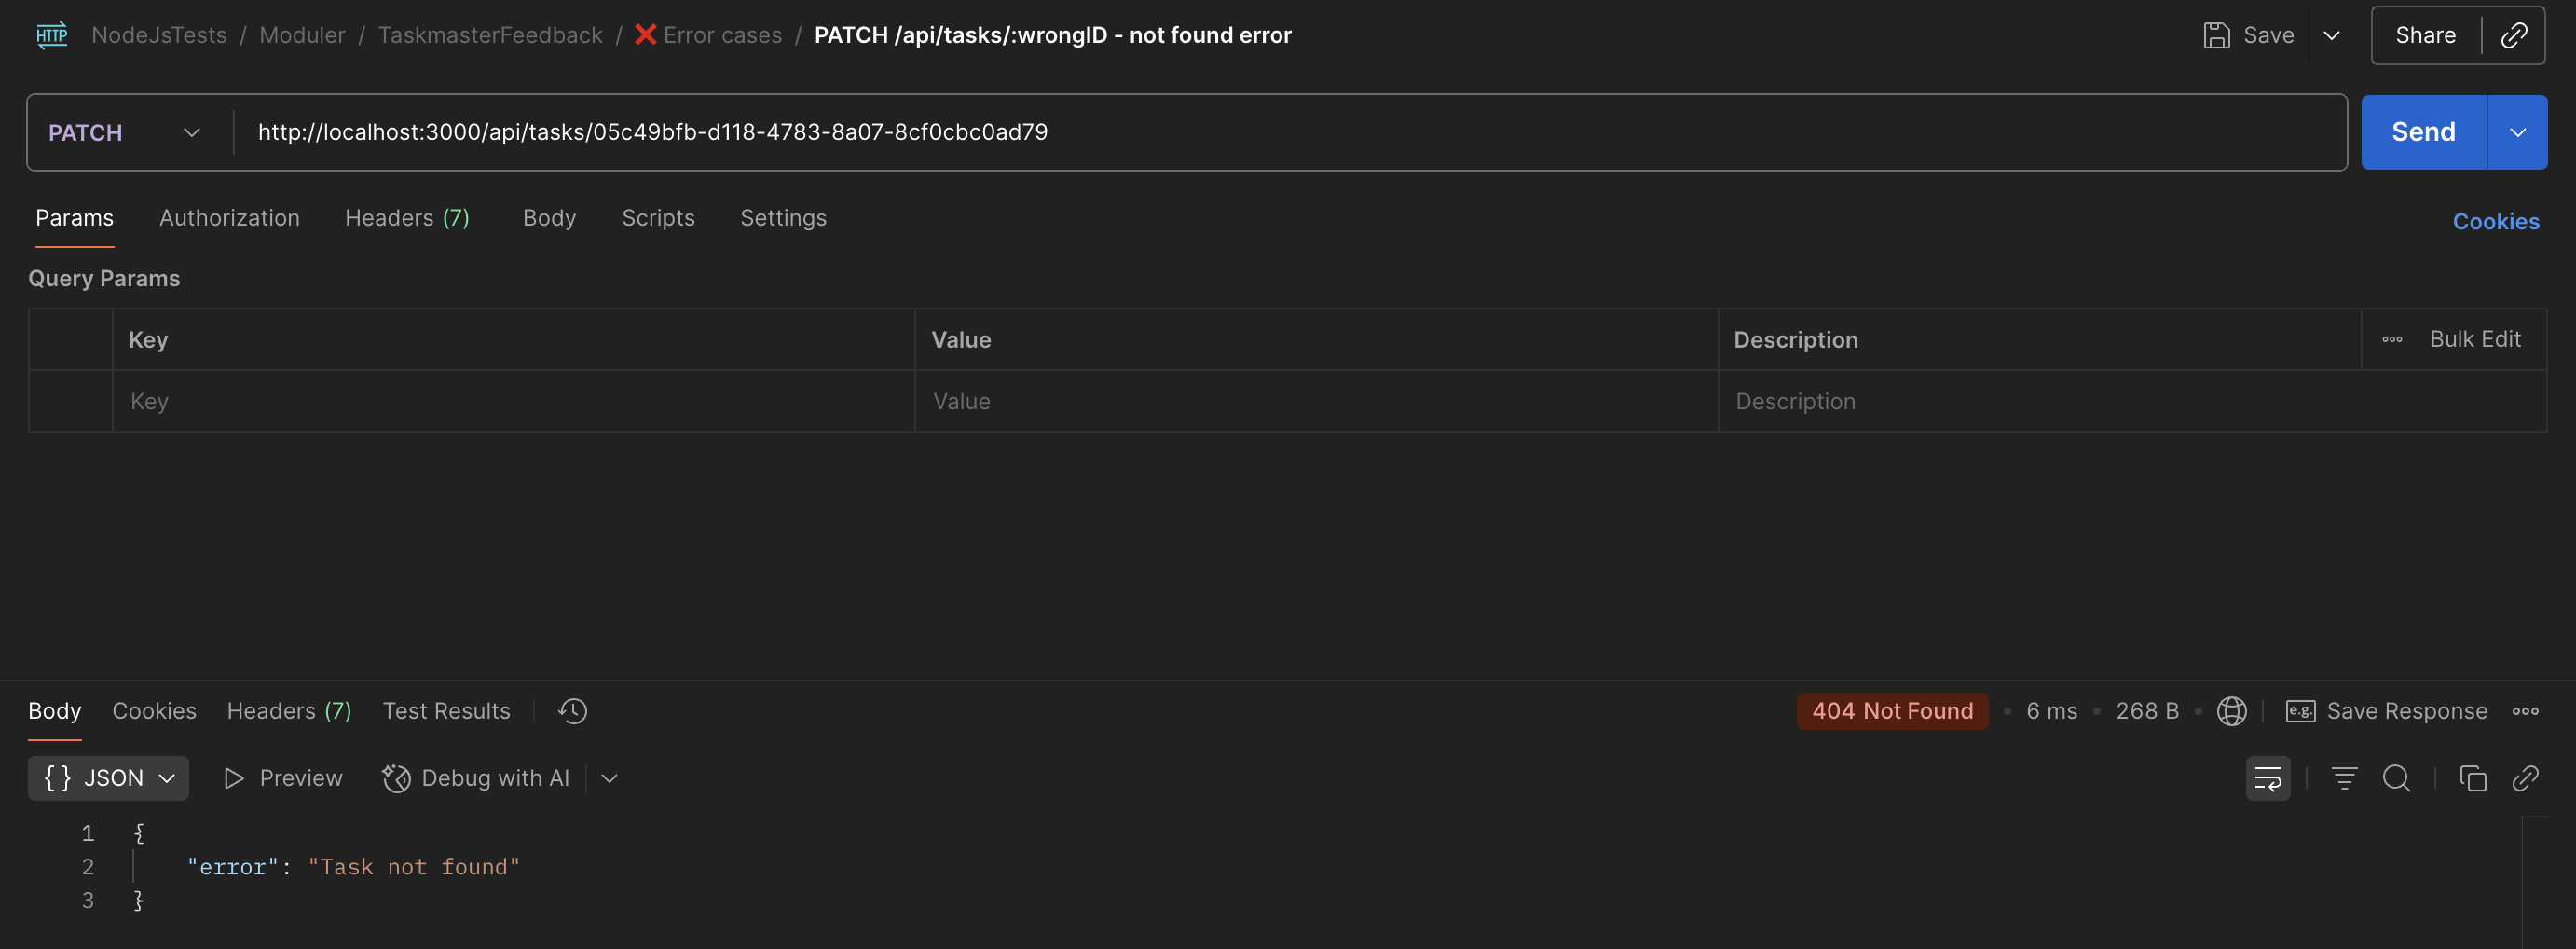 HTTP NodeJsTests / Moduler / TaskmasterFeedback / ❌ Error cases / PATCH /api/tasks/:wrongID - not found error Save Share
PATCH http://localhost:3000/api/tasks/05c49bfb-d118-4783-8a07-8cf0cbc0ad79 Send
Params Authorization Headers (7) Body Scripts Settings Cookies
Query Params
Key Value Description Bulk Edit
Key Value Description
Body Cookies Headers (7) Test Results 404 Not Found • 6 ms • 268 B • e.g. Save Response
{} JSON Preview Debug with AI
1 {
2 "error": "Task not found"
3 }